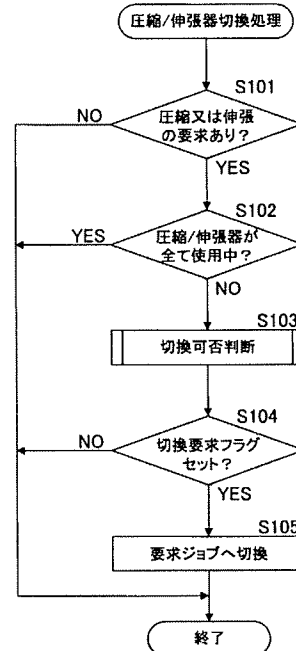 圧縮/伸張器切換処理
S101
NO
圧縮又は伸張
の要求あり?
YES
S102
YES
圧縮/伸張器が
全て使用中?
NO
S103
切換可否判断
S104
NO
切換要求フラグ
セット?
YES
S105
要求ジョブへ切換
終了